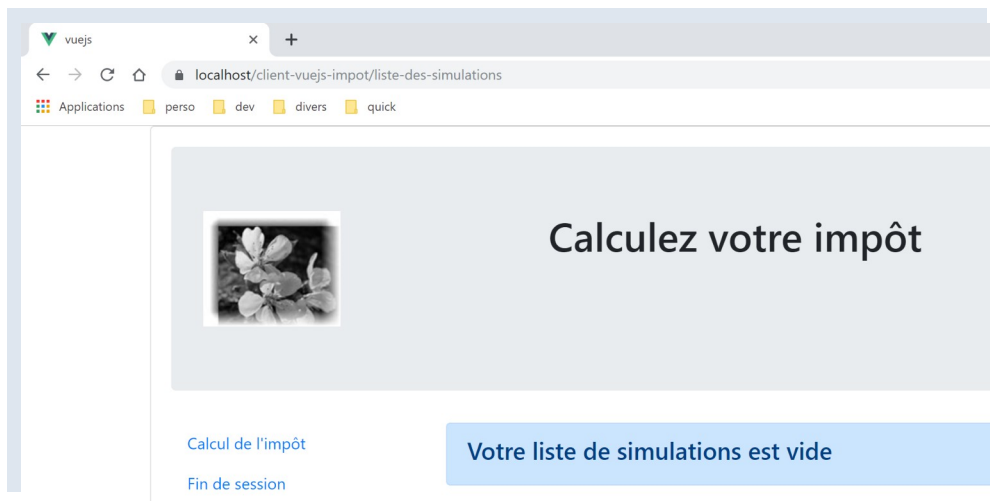 vuejs
localhost/client-vuejs-impot/liste-des-simulations
Applications perso dev divers quick
Calculez votre impôt
Calcul de l'impôt
Votre liste de simulations est vide
Fin de session